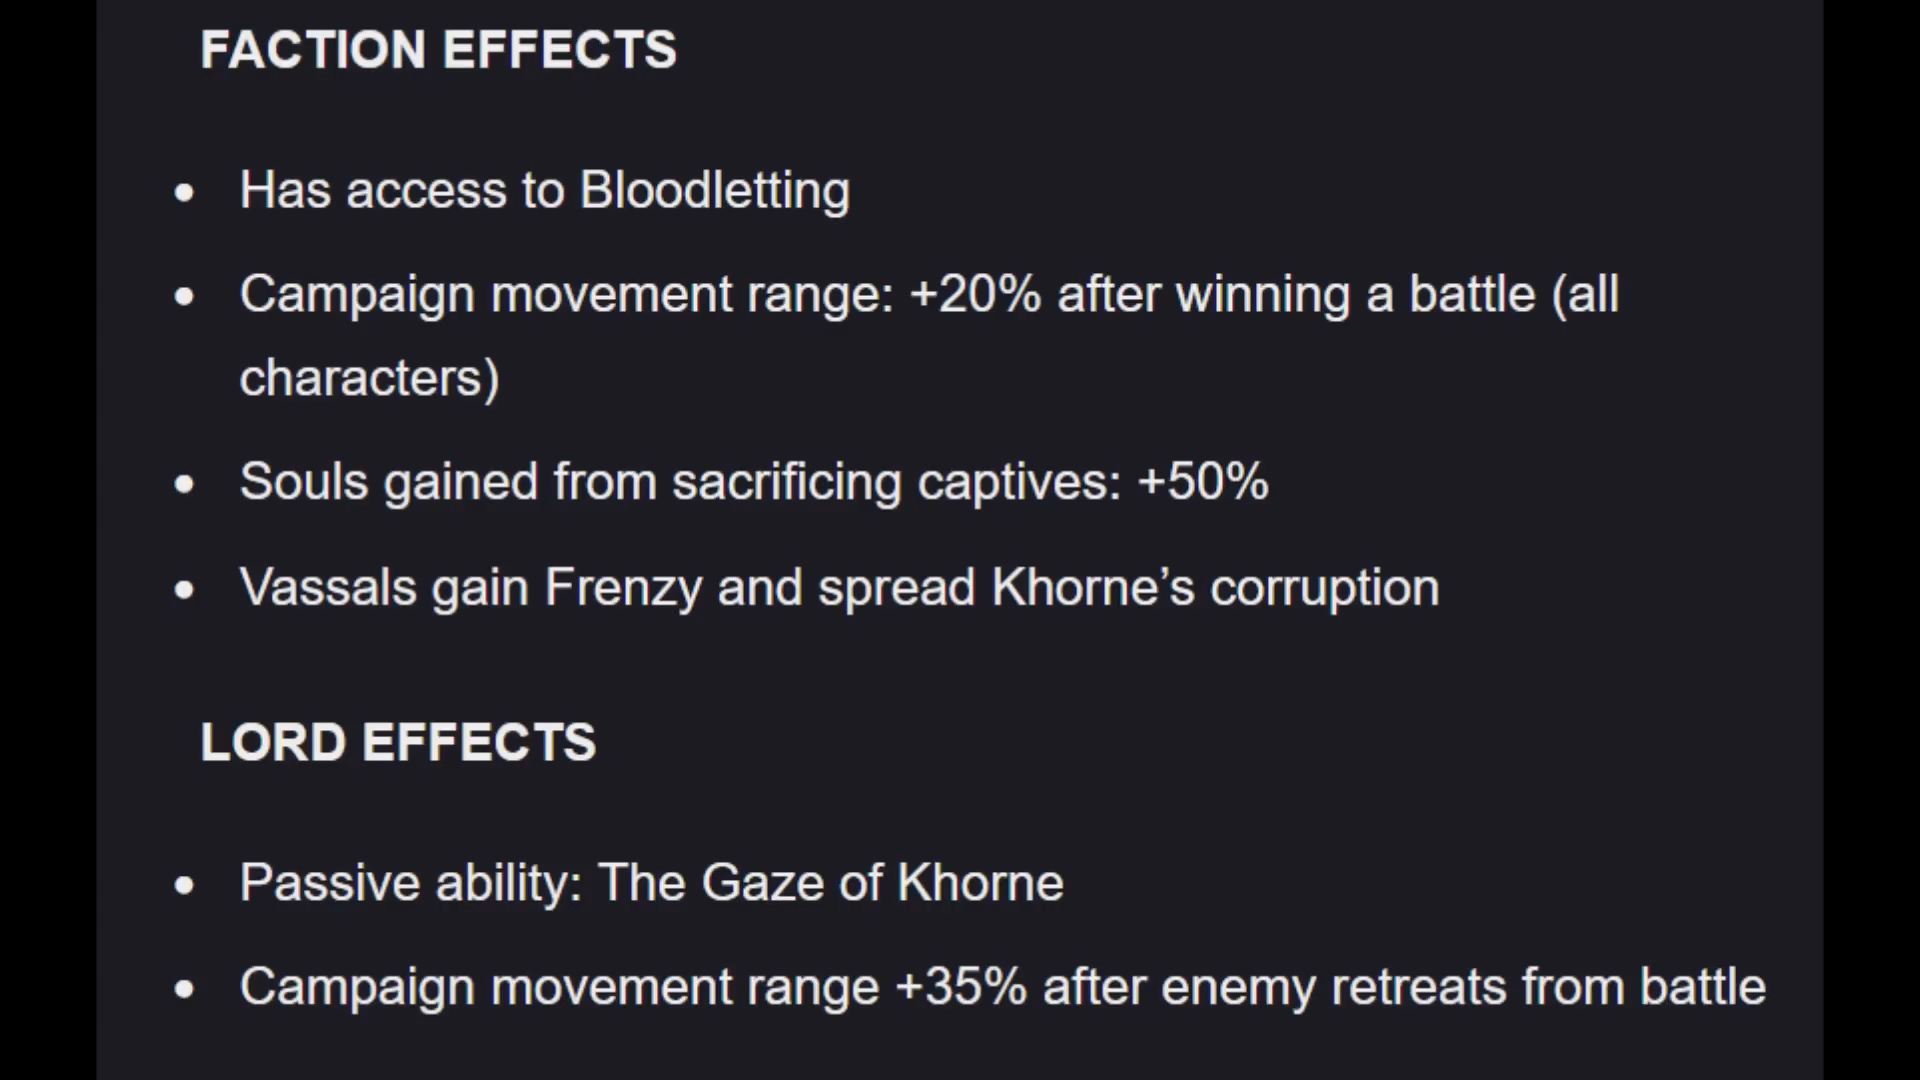 FACTION EFFECTS
• Has access to Bloodletting
• Campaign movement range: +20% after winning a battle (all
characters)
• Souls gained from sacrificing captives: +50%
• Vassals gain Frenzy and spread Khorne’s corruption
LORD EFFECTS
• Passive ability: The Gaze of Khorne
• Campaign movement range +35% after enemy retreats from battle